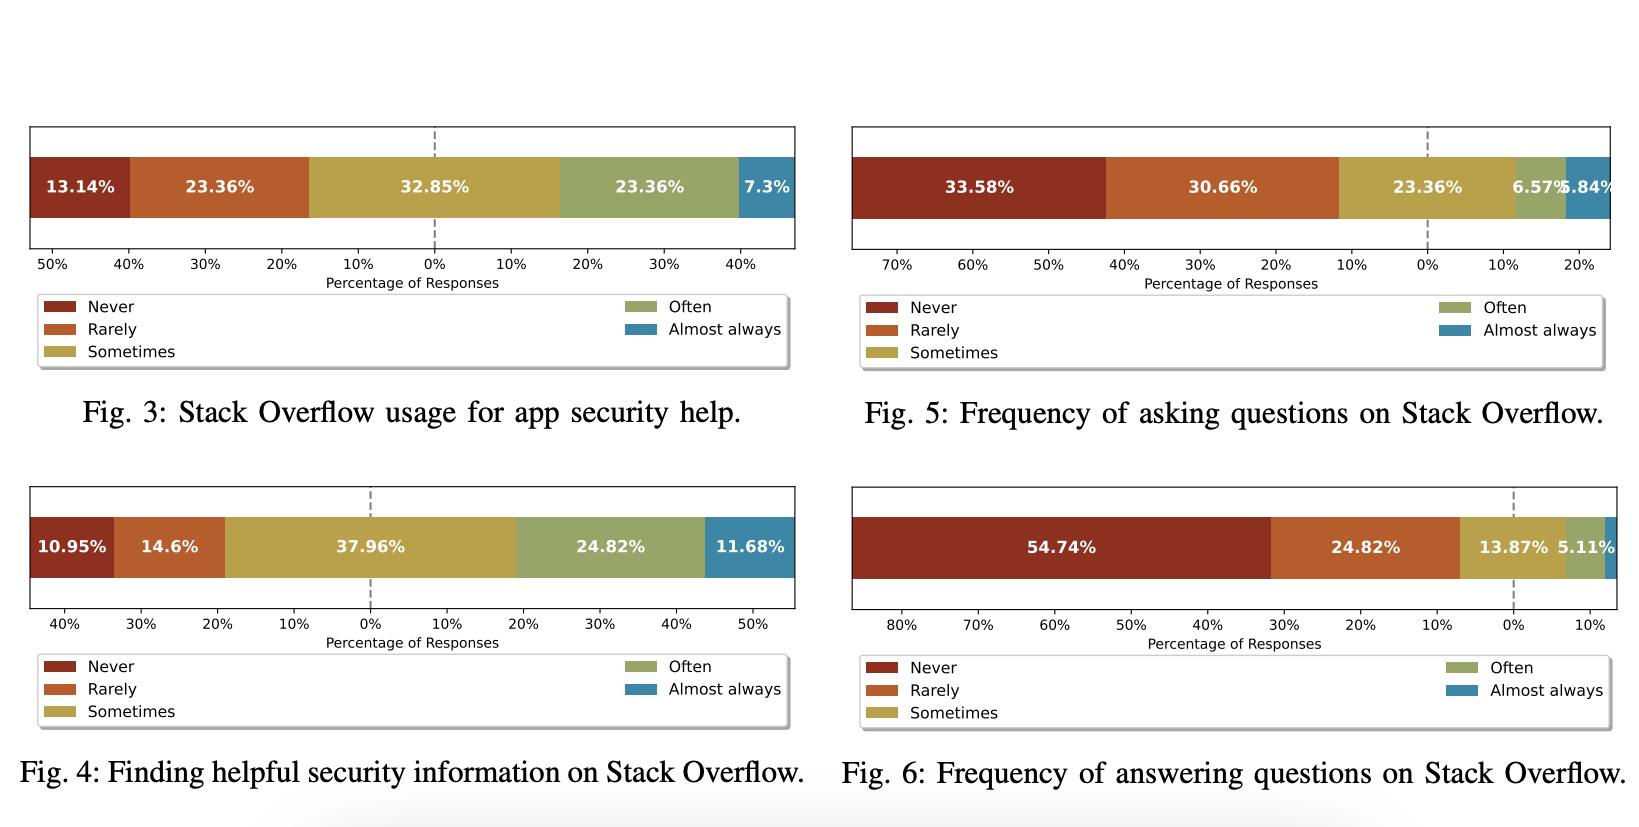 13.14% 23.36% 32.85% 23.36% 7.3%
50% 40% 30% 20% 10% 0% 10% 20% 30% 40%
Percentage of Responses
Never
Rarely
Sometimes
Often
Almost always
Fig. 3: Stack Overflow usage for app security help.
33.58% 30.66% 23.36% 6.57% 5.84%
70% 60% 50% 40% 30% 20% 10% 0% 10% 20%
Percentage of Responses
Never
Rarely
Sometimes
Often
Almost always
Fig. 5: Frequency of asking questions on Stack Overflow.
10.95% 14.6% 37.96% 24.82% 11.68%
40% 30% 20% 10% 0% 10% 20% 30% 40% 50%
Percentage of Responses
Never
Rarely
Sometimes
Often
Almost always
Fig. 4: Finding helpful security information on Stack Overflow.
54.74% 24.82% 13.87% 5.11%
80% 70% 60% 50% 40% 30% 20% 10% 0% 10%
Percentage of Responses
Never
Rarely
Sometimes
Often
Almost always
Fig. 6: Frequency of answering questions on Stack Overflow.